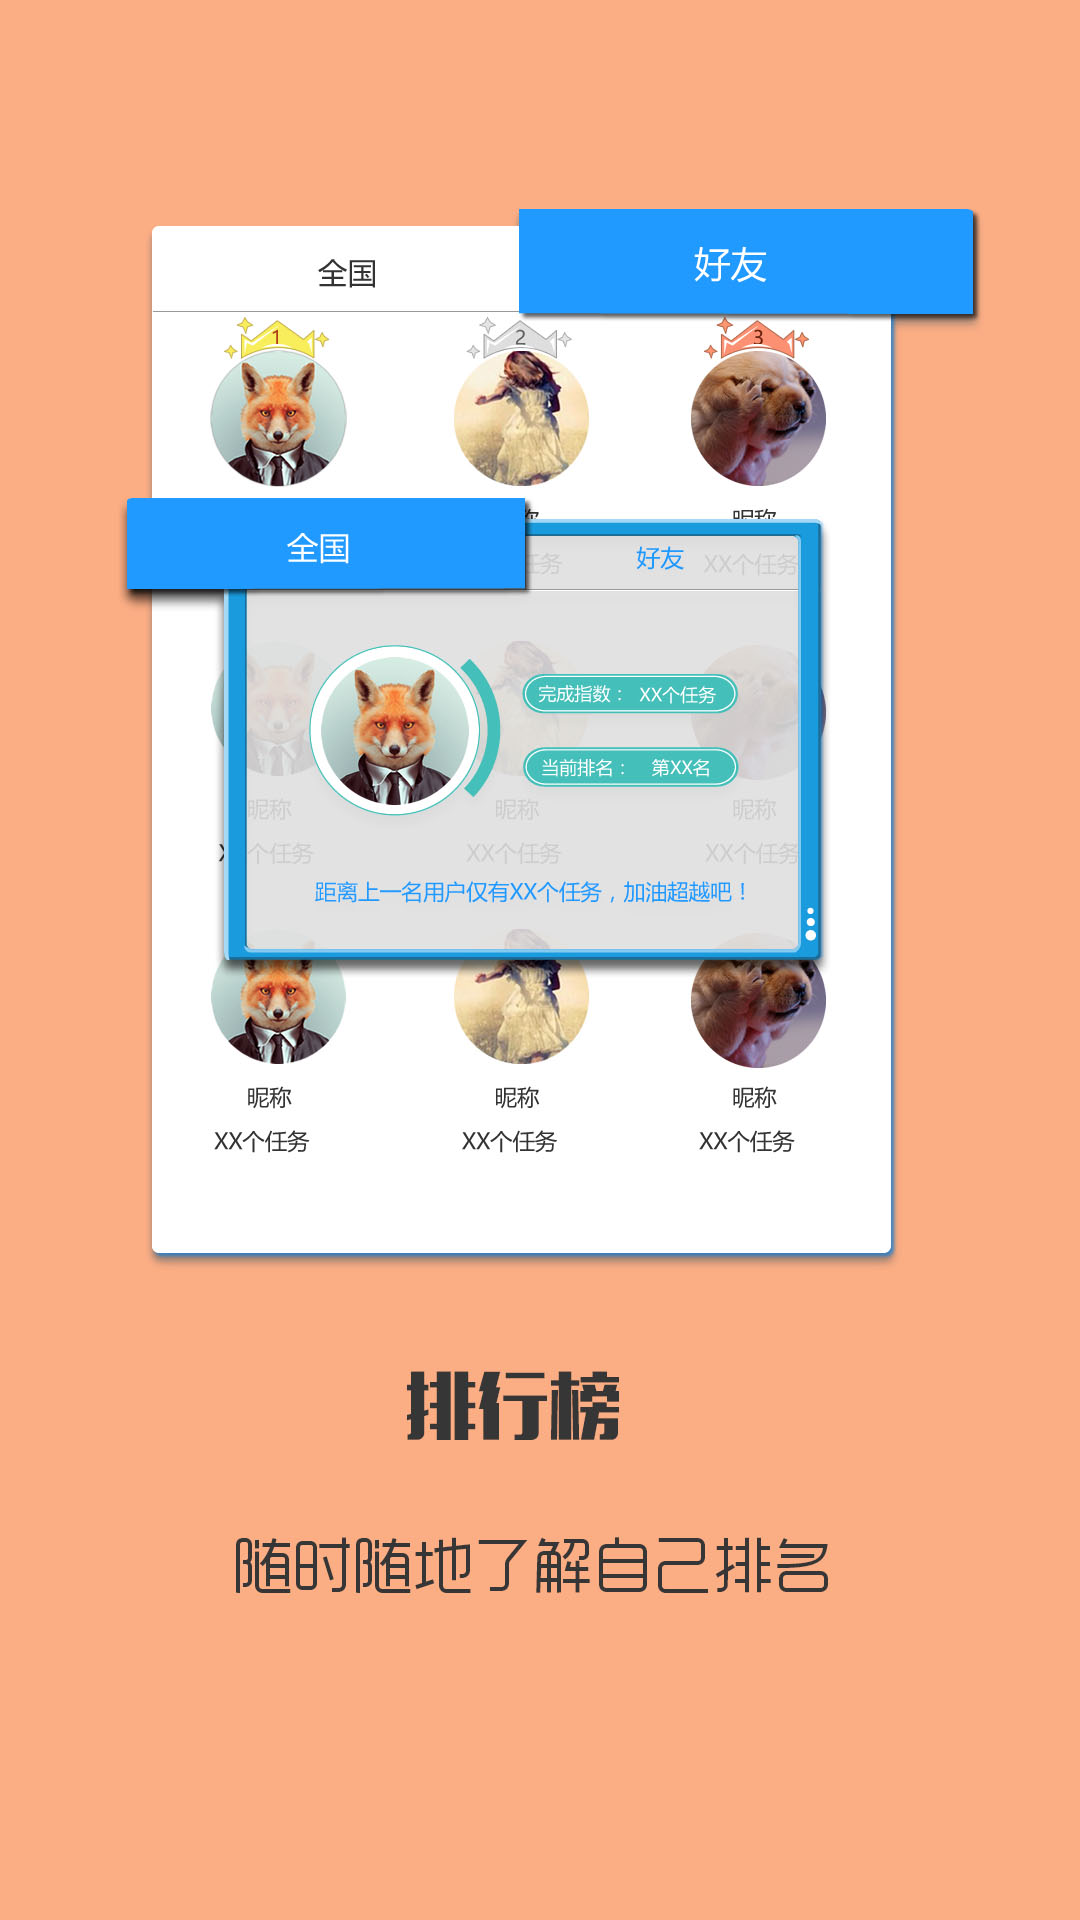 全国
好友
1
2
3
昵称
全国
任务
好友
XX个任务
完成指数： XX个任务
当前排名： 第XX名
昵称
昵称
昵称
X个任务
XX个任务
XX个任务
距离上一名用户仅有XX个任务，加油超越吧！
昵称
昵称
昵称
XX个任务
XX个任务
XX个任务
排行榜
随时随地了解自己排名